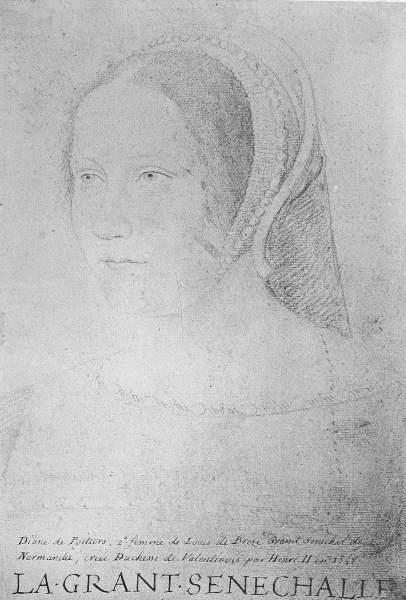 Diane de Poitiers, 2e femme de Louis de Brezé Grand Senechal de
Normandie, creée Duchesse de Valentinois par Henri II en 1548
LA·GRANT·SENECHALLE